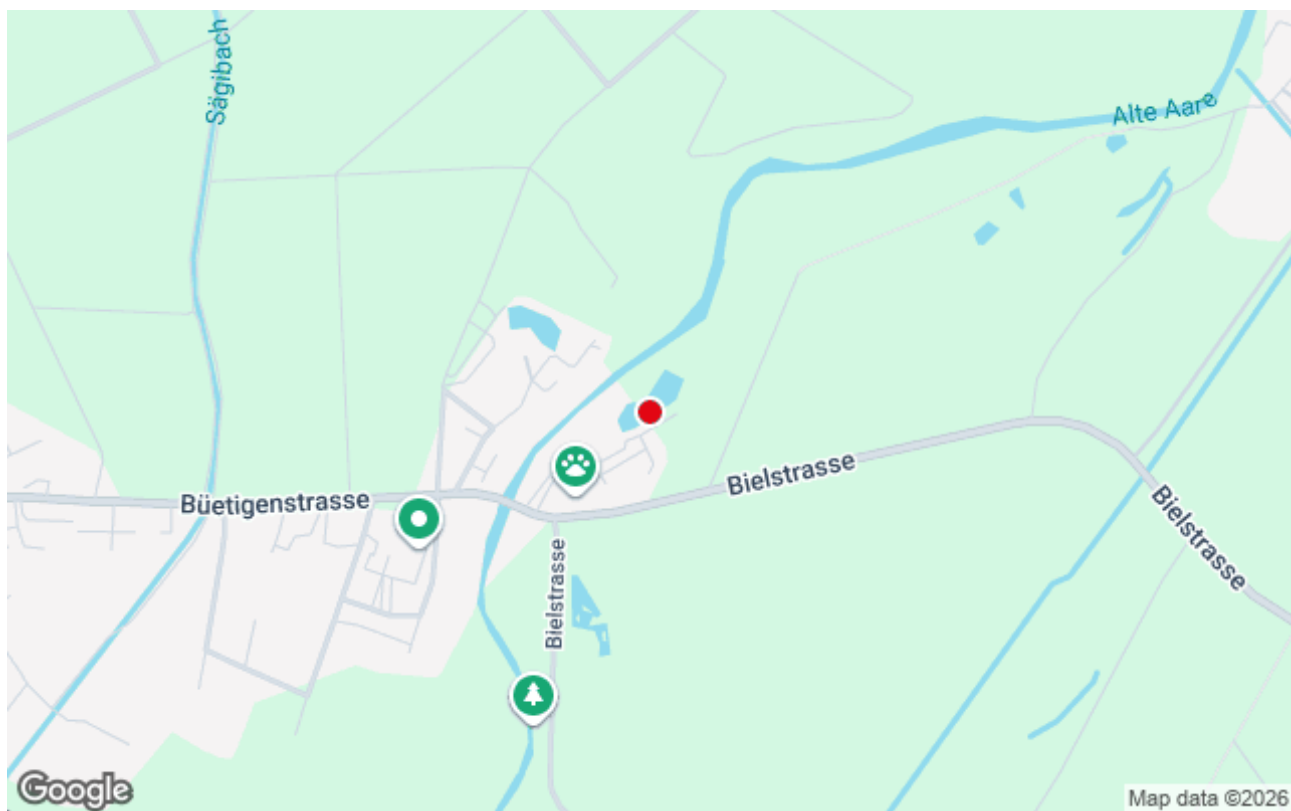 Sägibach
Alte Aare
Büetigenstrasse
Bielstrasse
Bielstrasse
Bielstrasse
Google
Map data ©2026